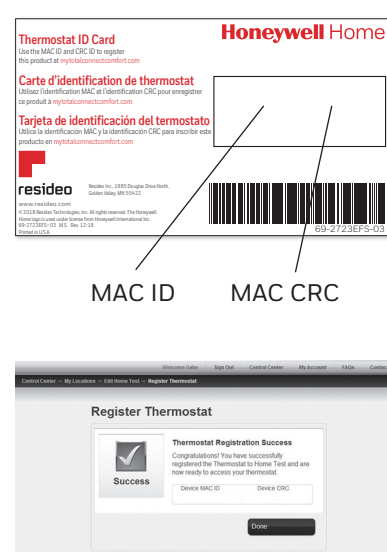 Thermostat ID Card
Honeywell Home
Use the MAC ID and CRC ID to register
this product at mytotalconnectcomfort.com
Carte d'identification de thermostat
Utilisez l'identification MAC et l'identification CRC pour enregistrer
ce produit à mytotalconnectcomfort.com
Tarjeta de identificación del termostato
Utilice la identificación MAC y la identificación CRC para inscribir este
producto en mytotalconnectcomfort.com
resideo
Resideo Inc., 1985 Douglas Drive North,
Golden Valley, MN 55422
www.resideo.com
© 2018 Resideo Technologies, Inc. All rights reserved. The Honeywell
Home logo is used under license from Honeywell International Inc.
69-2723EFS-03 M.S. Rev. 12-18
Printed in U.S.A.
69-2723EFS-03
MAC ID
MAC CRC
Welcome Gabe Sign Out Control Center My Account FAQs Contac
Control Center → My Locations → Edit Home Test → Register Thermostat
Register Thermostat
Success
Thermostat Registration Success
Congratulations! You have successfully
registered the Thermostat to Home Test and are
now ready to access your thermostat.
Device MAC ID Device CRC
Done